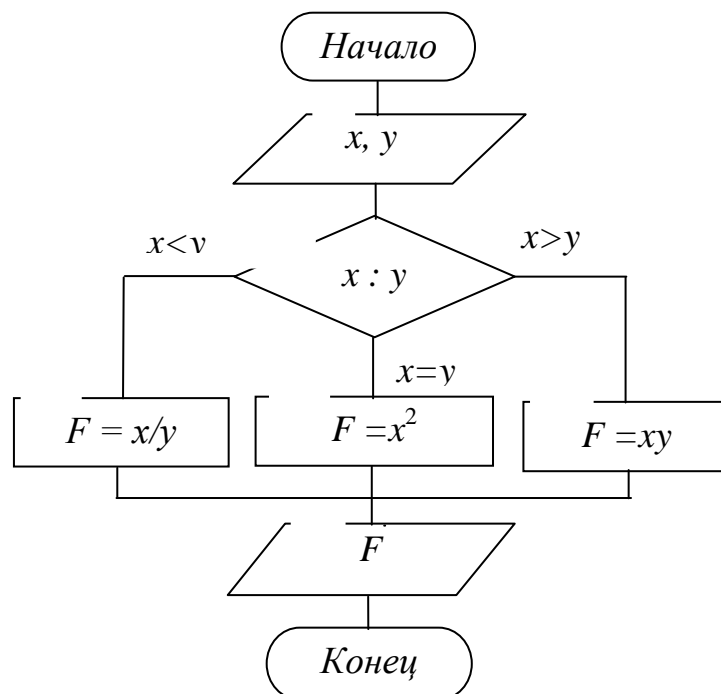 Начало
x, y
x<y
x>y
x : y
x=y
F = x/y
F =x²
F =xy
F
Конец